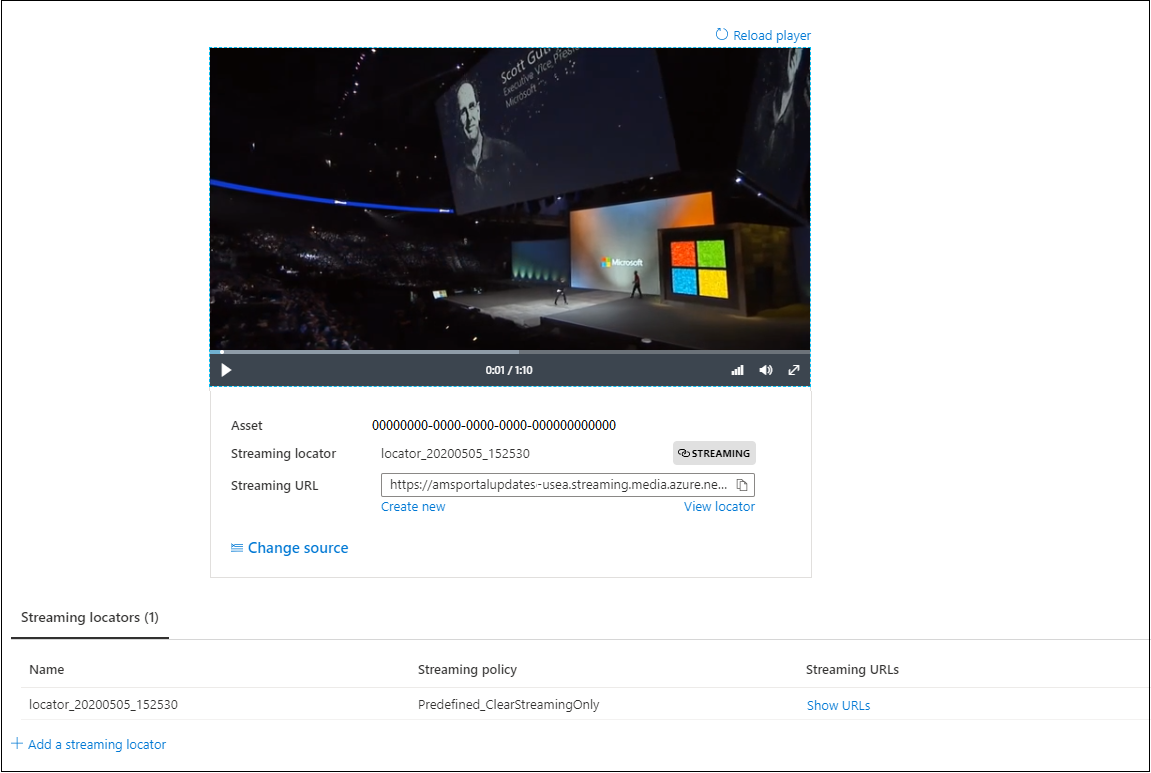 Reload player
Scott Gu
Executive Vice Presid
Microsoft
Microsoft
0:01 / 1:10
Asset
00000000-0000-0000-0000-000000000000
Streaming locator
locator_20200505_152530
STREAMING
Streaming URL
https://amsportalupdates-usea.streaming.media.azure.ne...
Create new
View locator
Change source
Streaming locators (1)
Name
Streaming policy
Streaming URLs
locator_20200505_152530
Predefined_ClearStreamingOnly
Show URLs
Add a streaming locator